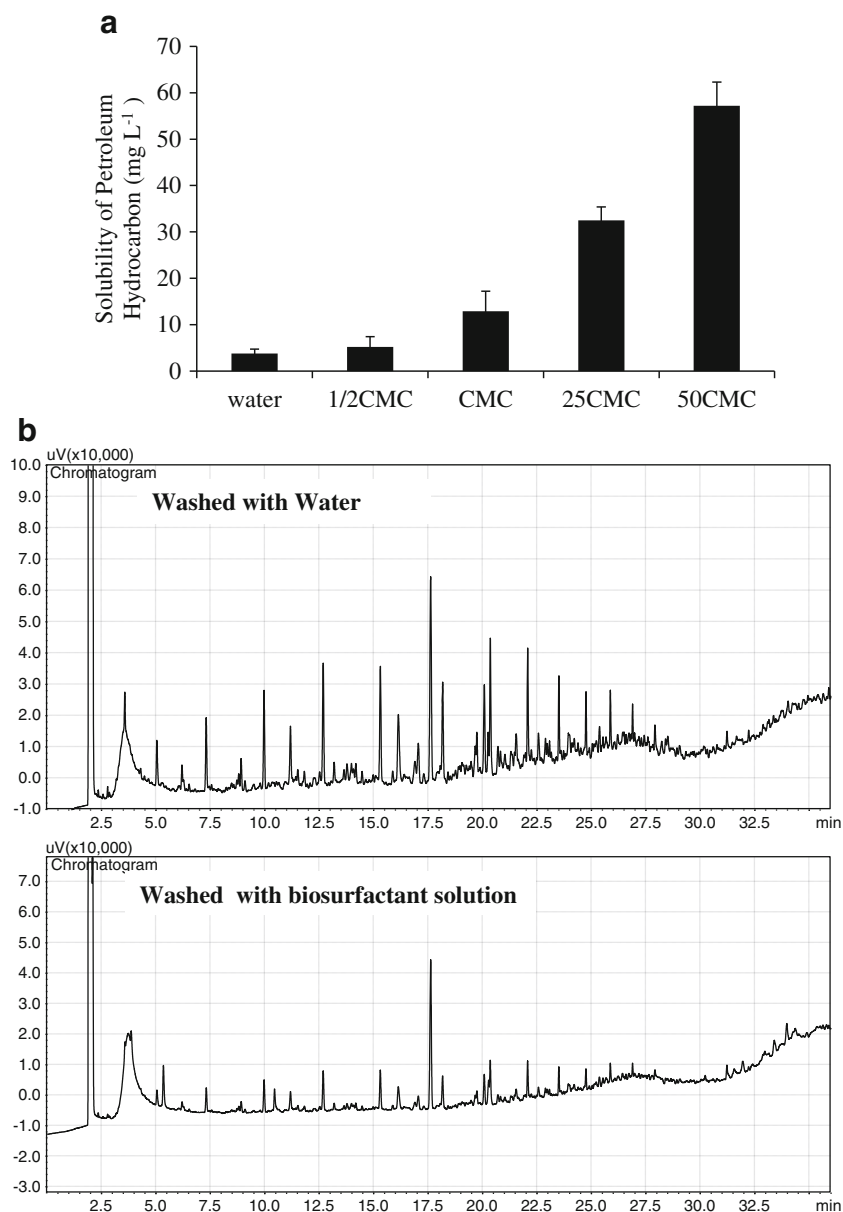 a
Solubility of Petroleum
Hydrocarbon (mg L-1 )
70
60
50
40
30
20
10
0
water 1/2CMC CMC 25CMC 50CMC
b
uV(x10,000)
Chromatogram
Washed with Water
10.0
9.0
8.0
7.0
6.0
5.0
4.0
3.0
2.0
1.0
0.0
-1.0
2.5 5.0 7.5 10.0 12.5 15.0 17.5 20.0 22.5 25.0 27.5 30.0 32.5 min
uV(x10,000)
Chromatogram
Washed with biosurfactant solution
7.0
6.0
5.0
4.0
3.0
2.0
1.0
0.0
-1.0
-2.0
-3.0
2.5 5.0 7.5 10.0 12.5 15.0 17.5 20.0 22.5 25.0 27.5 30.0 32.5 min